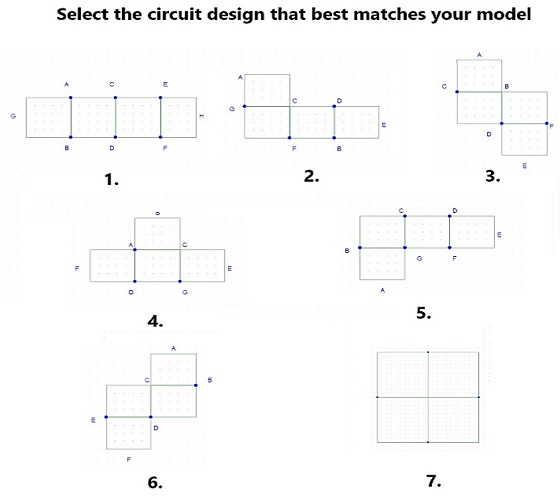 Select the circuit design that best matches your model
A C E
G H
B D F
1.
A
G C D
E
F B
2.
A
C B
D F
E
3.
A C
F E
D G
4.
C D
B E
G F
A
5.
A
C B
E D
F
6.
7.